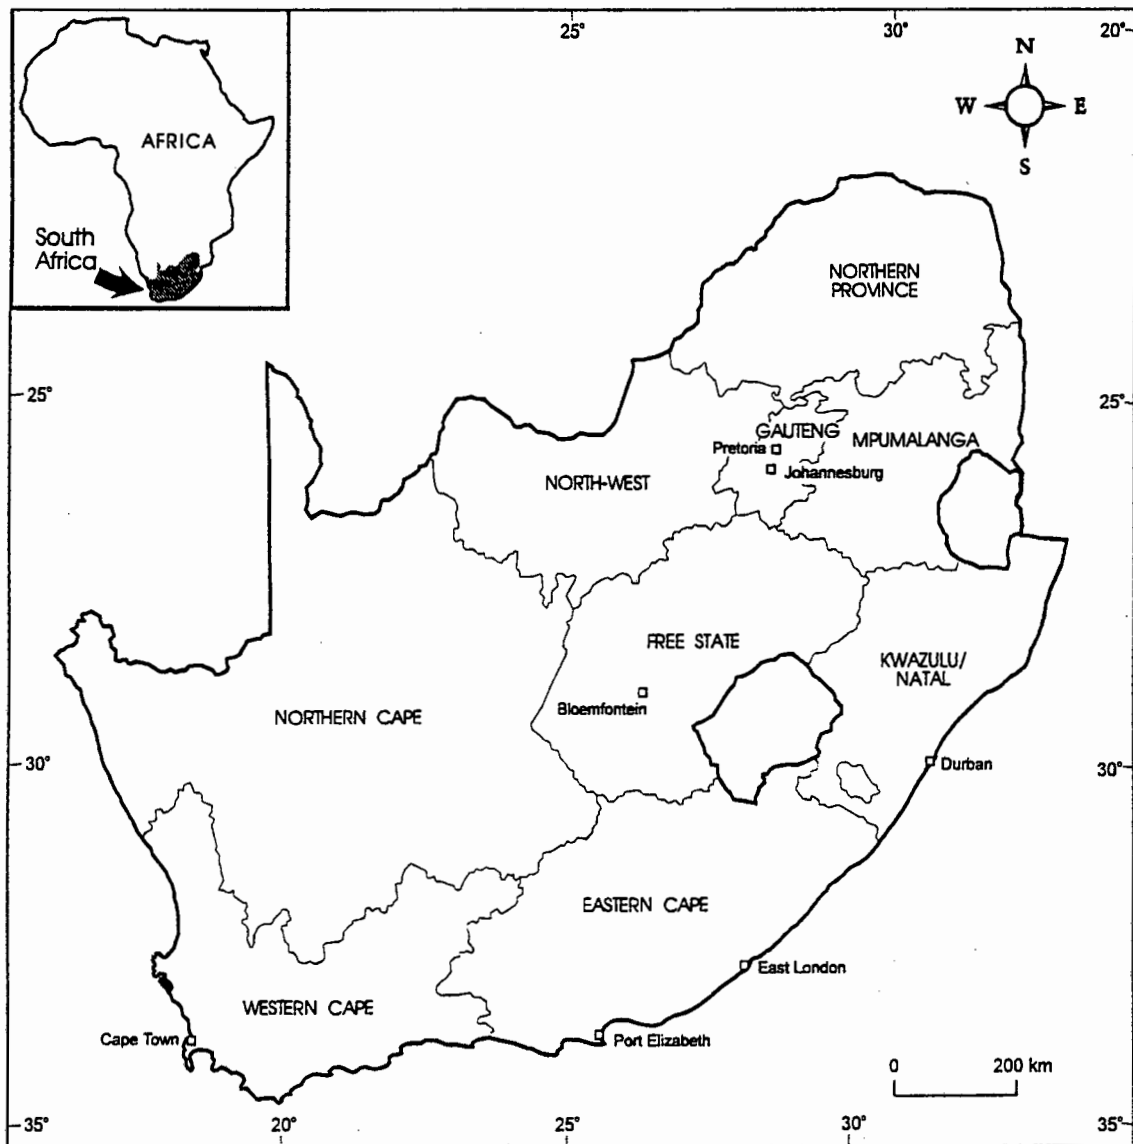 25°
30°
20°
N
W
E
S
AFRICA
South
Africa
NORTHERN
PROVINCE
25°
25°
GAUTENG
MPUMALANGA
Pretoria
Johannesburg
NORTH-WEST
FREE STATE
KWAZULU/
NATAL
Bloemfontein
NORTHERN CAPE
30°
30°
Durban
EASTERN CAPE
East London
WESTERN CAPE
Cape Town
Port Elizabeth
0
200 km
35°
20°
25°
30°
35°